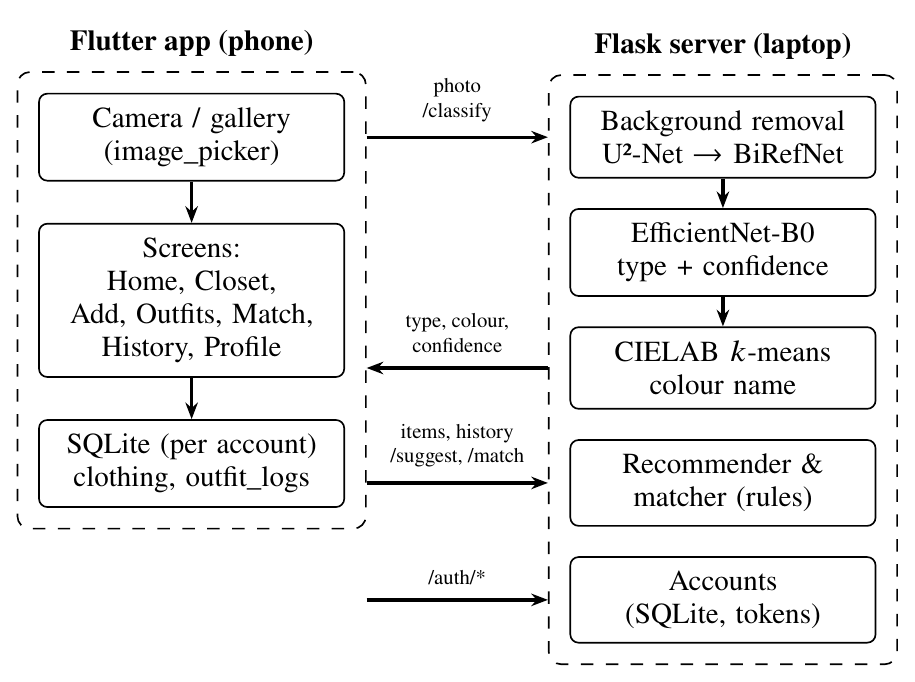 Flutter app (phone)
Camera / gallery
(image_picker)
Screens:
Home, Closet,
Add, Outfits, Match,
History, Profile
SQLite (per account)
clothing, outfit_logs
photo
/classify
type, colour,
confidence
items, history
/suggest, /match
/auth/*
Flask server (laptop)
Background removal
U²-Net → BiRefNet
EfficientNet-B0
type + confidence
CIELAB k-means
colour name
Recommender &
matcher (rules)
Accounts
(SQLite, tokens)